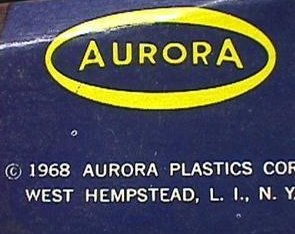 AURORA
© 1968 AURORA PLASTICS COR
WEST HEMPSTEAD, L. I., N. Y.